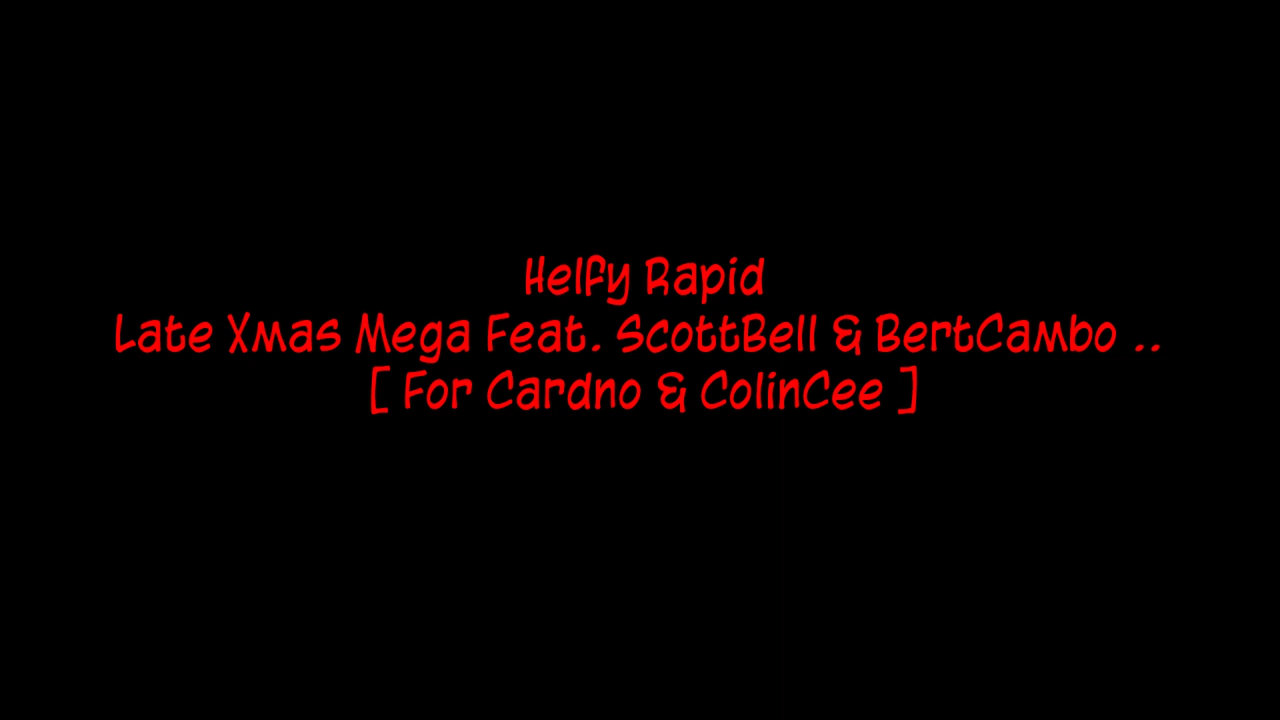 Helfy Rapid
Late Xmas Mega Feat. ScottBell & BertCambo ..
[ For Cardno & ColinCee ]